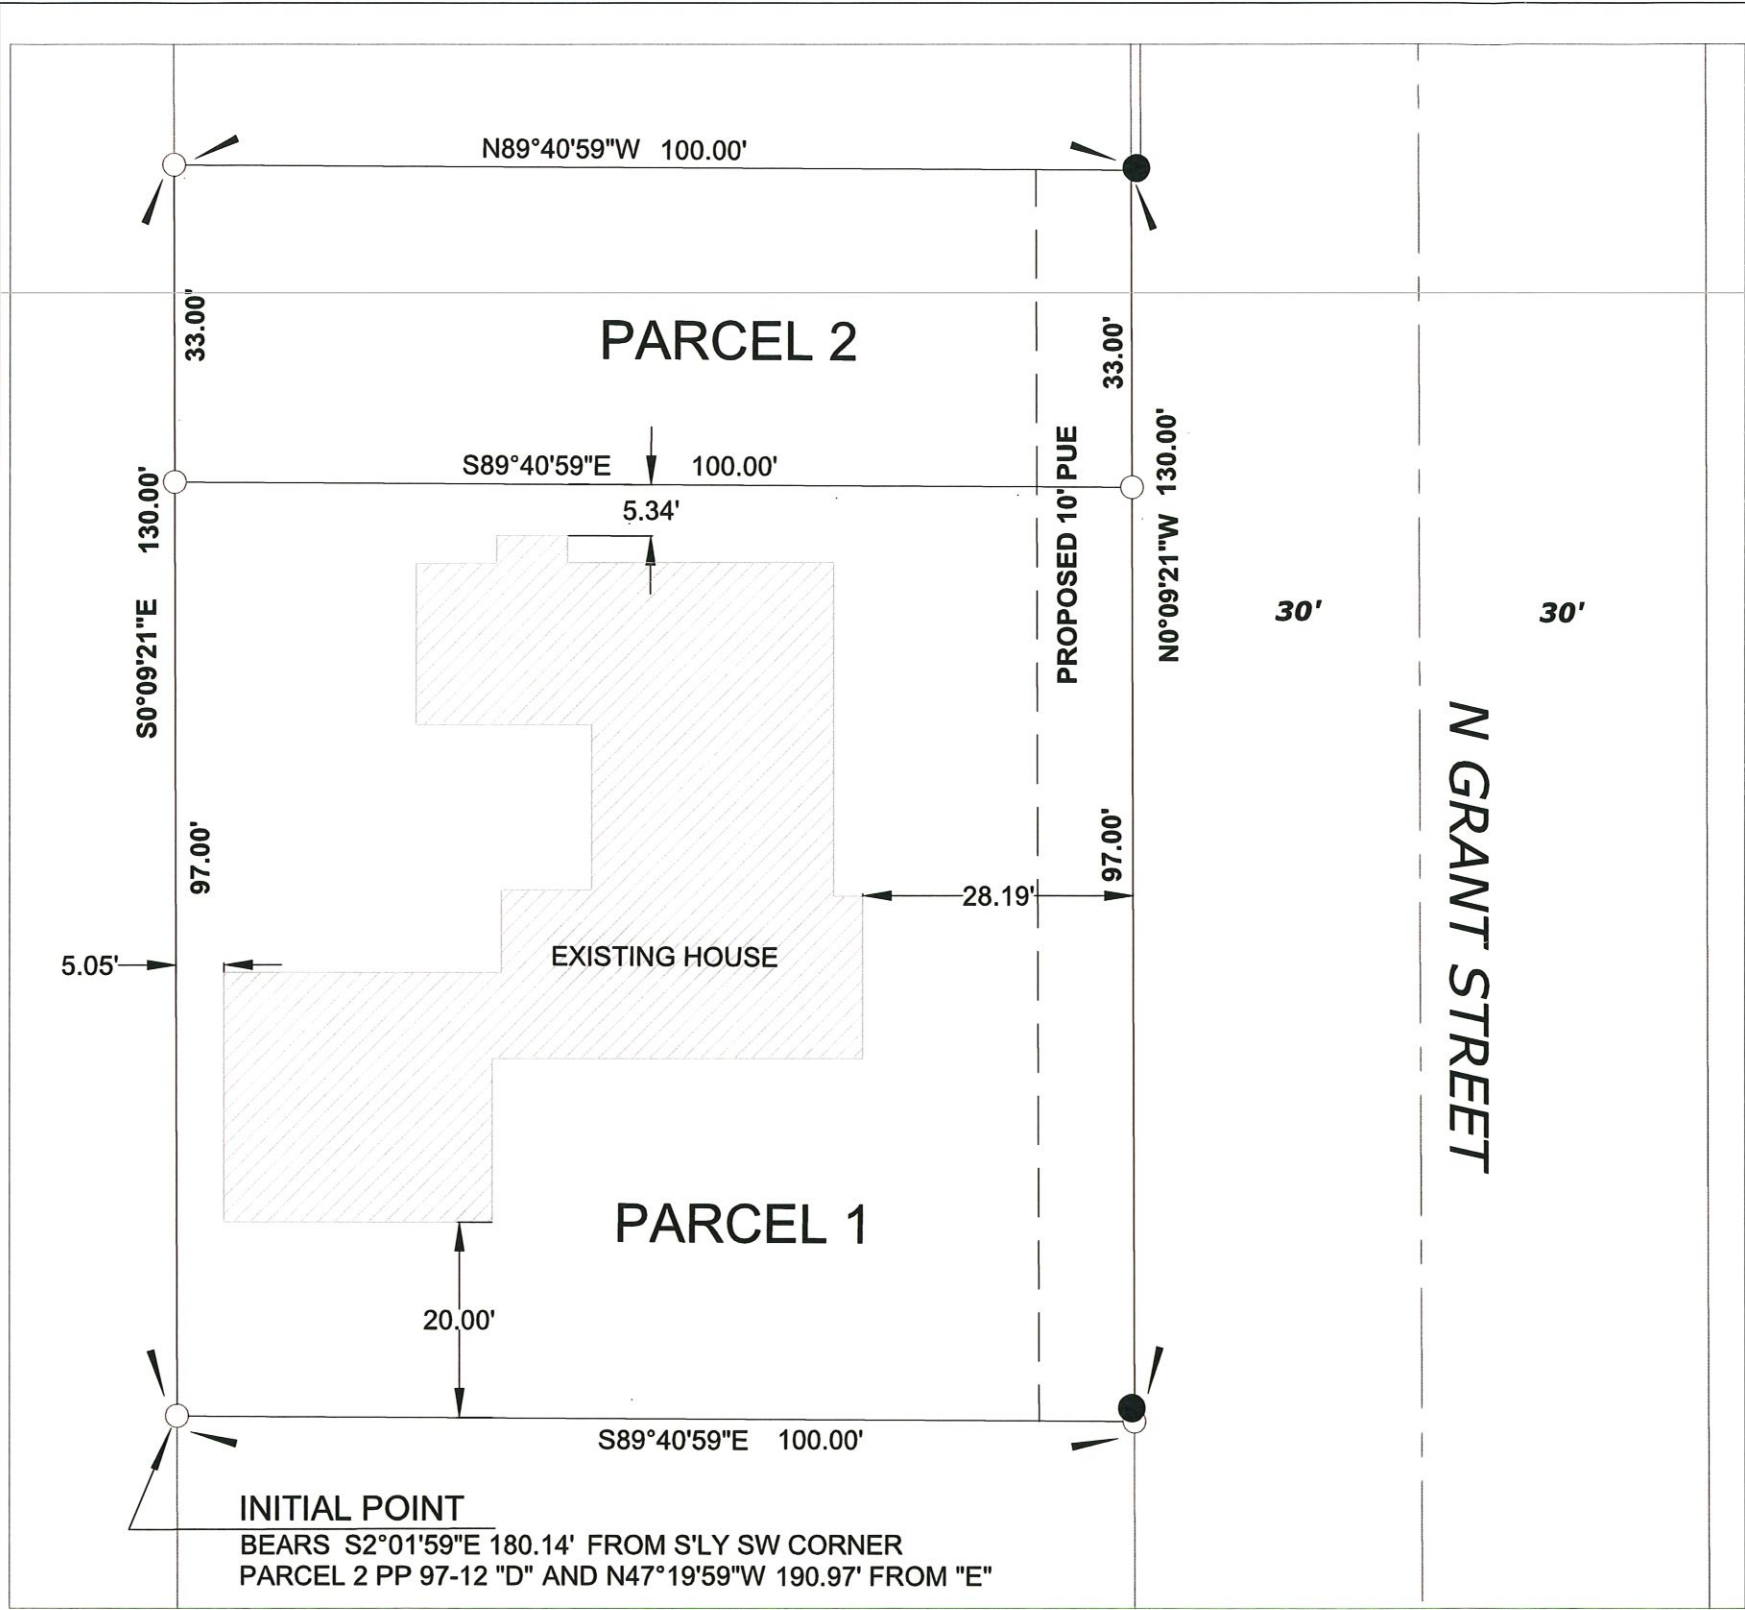 N89°40'59"W 100.00'
33.00'
PARCEL 2
33.00'
S89°40'59"E 100.00'
5.34'
S0°09'21"E 130.00'
PROPOSED 10' PUE
N0°09'21"W 130.00'
30'
30'
N GRANT STREET
97.00'
97.00'
28.19'
5.05'
EXISTING HOUSE
PARCEL 1
20.00'
S89°40'59"E 100.00'
INITIAL POINT
BEARS S2°01'59"E 180.14' FROM S'LY SW CORNER
PARCEL 2 PP 97-12 "D" AND N47°19'59"W 190.97' FROM "E"